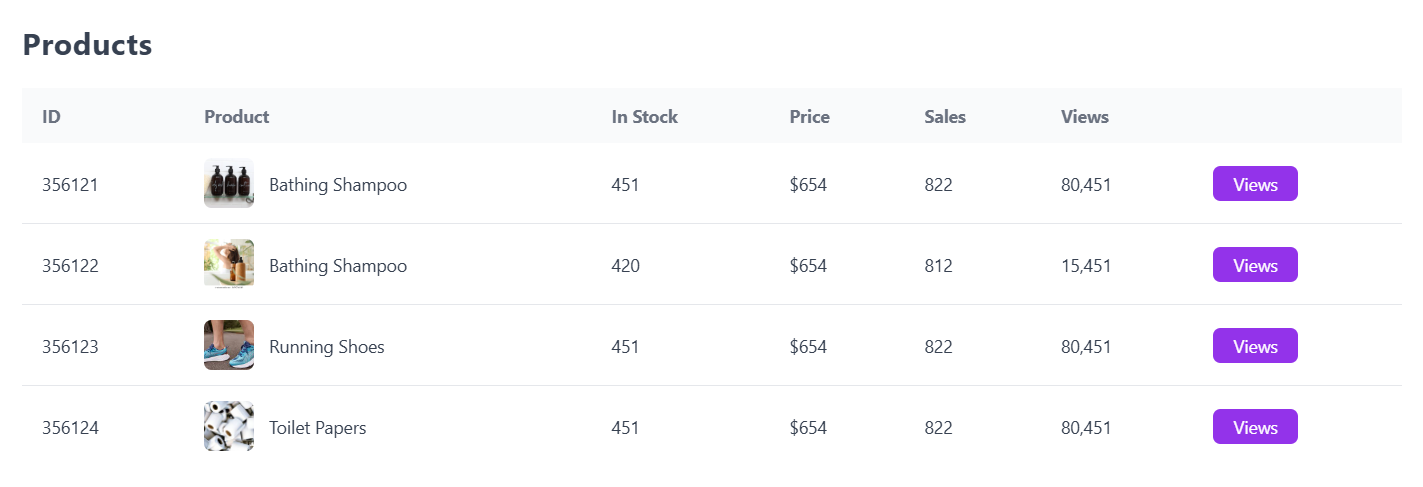 Products
ID Product In Stock Price Sales Views
356121 Bathing Shampoo 451 $654 822 80,451 Views
356122 Bathing Shampoo 420 $654 812 15,451 Views
356123 Running Shoes 451 $654 822 80,451 Views
356124 Toilet Papers 451 $654 822 80,451 Views